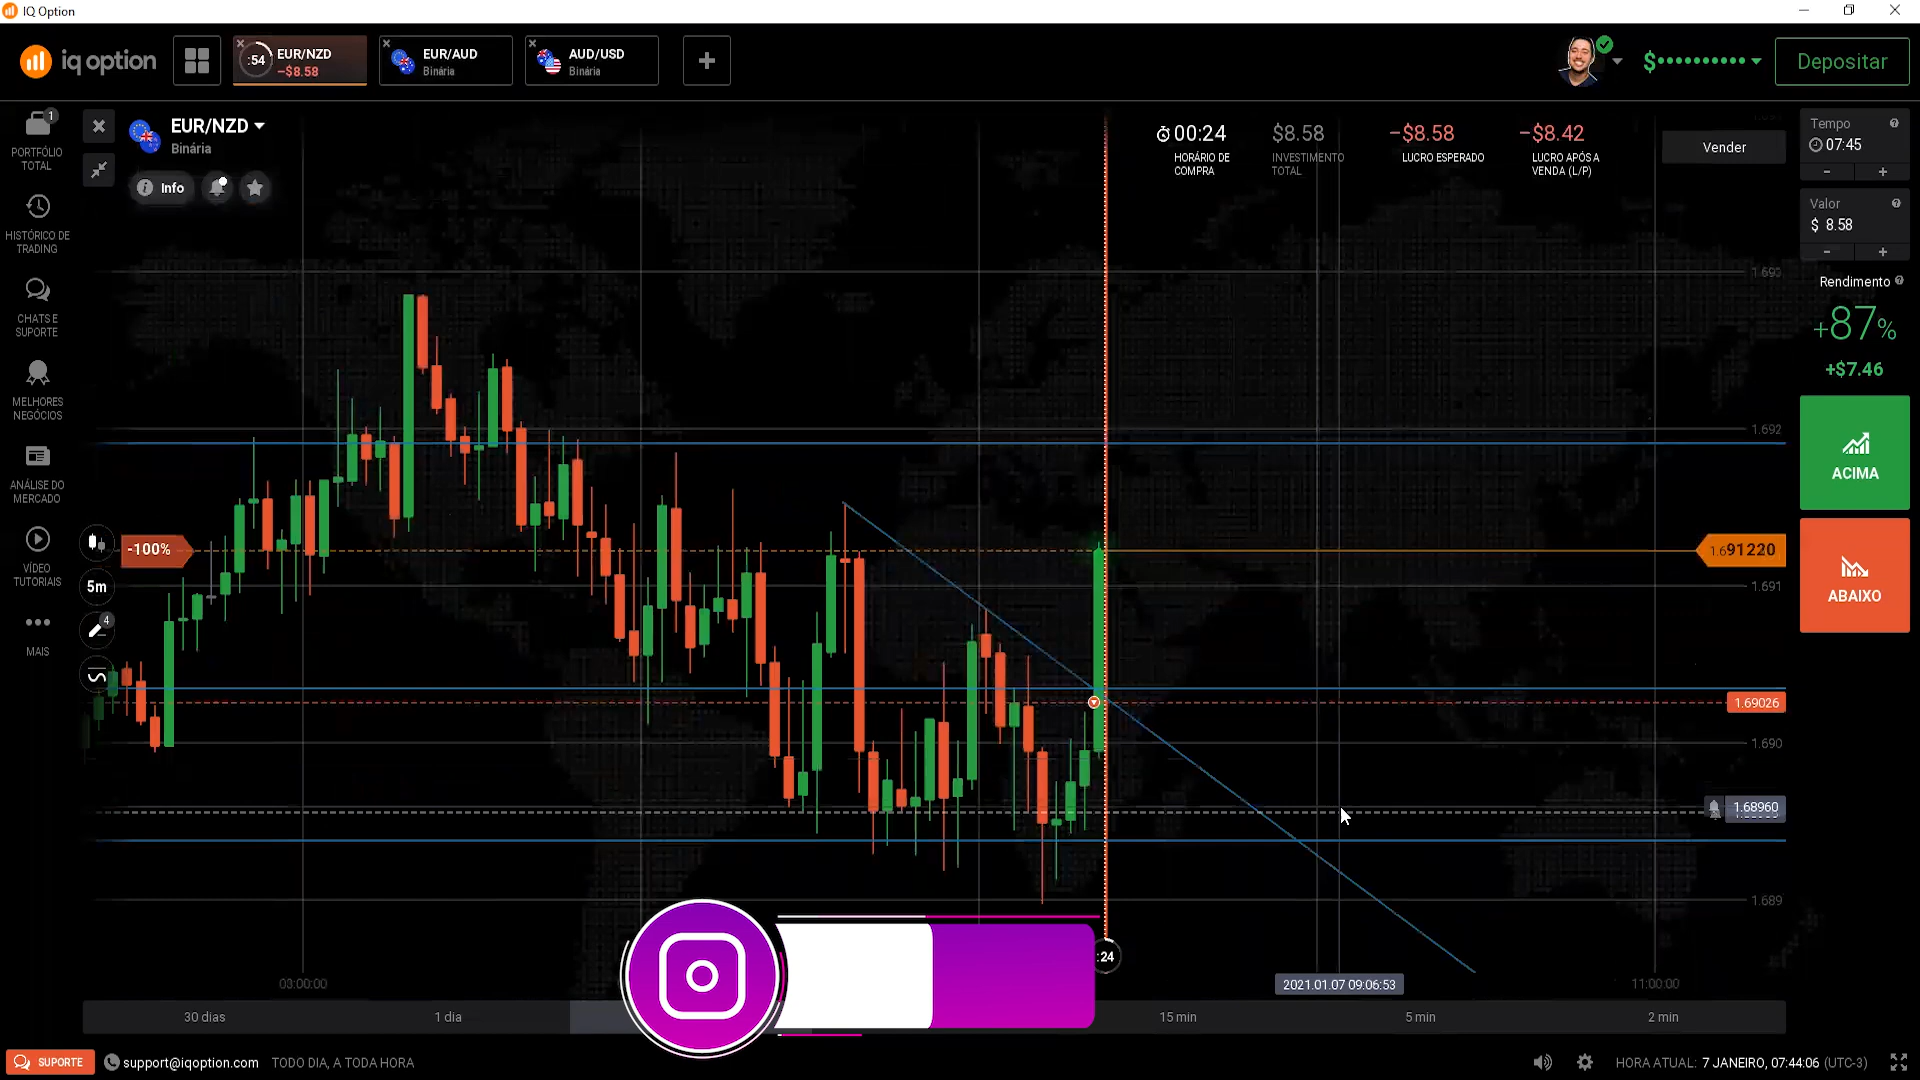 IQ Option
iq option
:54
EUR/NZD
−$8.58
EUR/AUD
Binária
AUD/USD
Binária
$
Depositar
1
PORTFÓLIO
TOTAL
HISTÓRICO DE
TRADING
CHATS E
SUPORTE
MELHORES
NEGÓCIOS
ANÁLISE DO
MERCADO
VÍDEO
TUTORIAIS
MAIS
EUR/NZD
Binária
Info
00:24
HORÁRIO DE
COMPRA
$8.58
INVESTIMENTO
TOTAL
−$8.58
LUCRO ESPERADO
−$8.42
LUCRO APÓS A
VENDA (L/P)
Vender
Tempo
07:45
- +
Valor
$ 8.58
- +
Rendimento
+87%
+$7.46
ACIMA
ABAIXO
1.693
1.692
1.691220
1.691
1.69026
1.690
1.68960
1.689
-100%
5m
4
:24
03:00:00
2021.01.07 09:06:53
11:00:00
30 dias
1 dia
15 min
5 min
2 min
SUPORTE
support@iqoption.com
TODO DIA, A TODA HORA
HORA ATUAL: 7 JANEIRO, 07:44:06 (UTC-3)